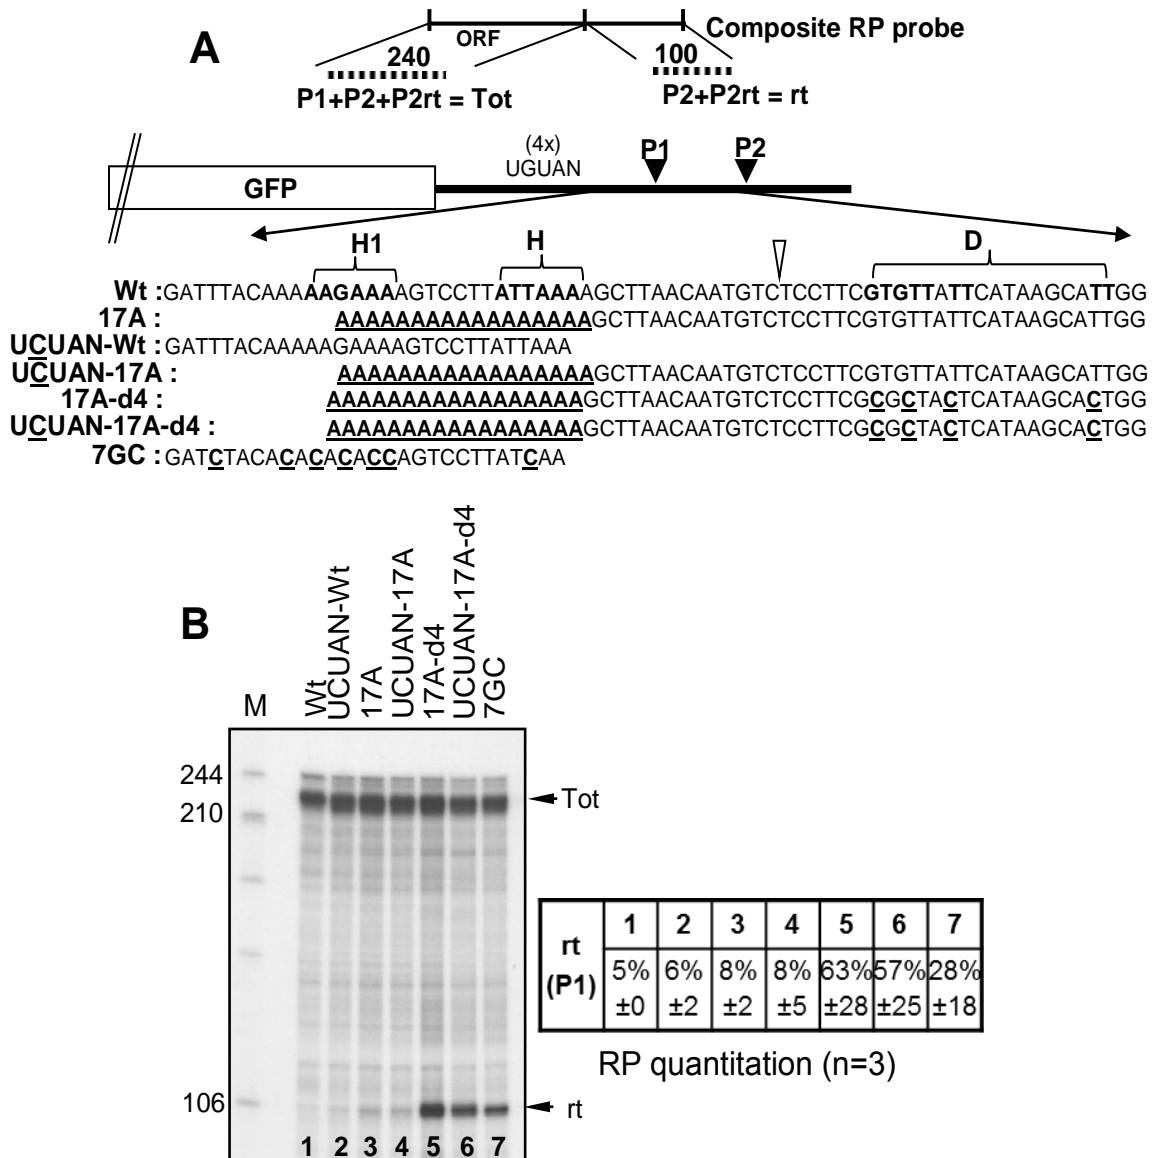 A
ORF
Composite RP probe
240
100
P1+P2+P2rt = Tot
P2+P2rt = rt
(4x)
UGUAN
P1
P2
GFP
H1
H
D
Wt :GATTTACAAAAAGAAAAGTCCTTATTAAAAGCTTAACAATGTCTCCTTCGTGTTATTCATAAGCATTGG
17A : AAAAAAAAAAAAAAAAAGCTTAACAATGTCTCCTTCGTGTTATTCATAAGCATTGG
UCUAN-Wt :GATTTACAAAAAGAAAAGTCCTTATTAAA
UCUAN-17A : AAAAAAAAAAAAAAAAAGCTTAACAATGTCTCCTTCGTGTTATTCATAAGCATTGG
17A-d4 : AAAAAAAAAAAAAAAAAGCTTAACAATGTCTCCTTCGCGCTACTCATAAGCACTGG
UCUAN-17A-d4 : AAAAAAAAAAAAAAAAAGCTTAACAATGTCTCCTTCGCGCTACTCATAAGCACTGG
7GC :GATCTACACACACACCAGTCCTTATCAA
B
M
Wt
UCUAN-Wt
17A
UCUAN-17A
17A-d4
UCUAN-17A-d4
7GC
244
210
106
Tot
rt
1 2 3 4 5 6 7
rt (P1)
1 2 3 4 5 6 7
5% 6% 8% 8% 63% 57% 28%
±0 ±2 ±2 ±5 ±28 ±25 ±18
RP quantitation (n=3)